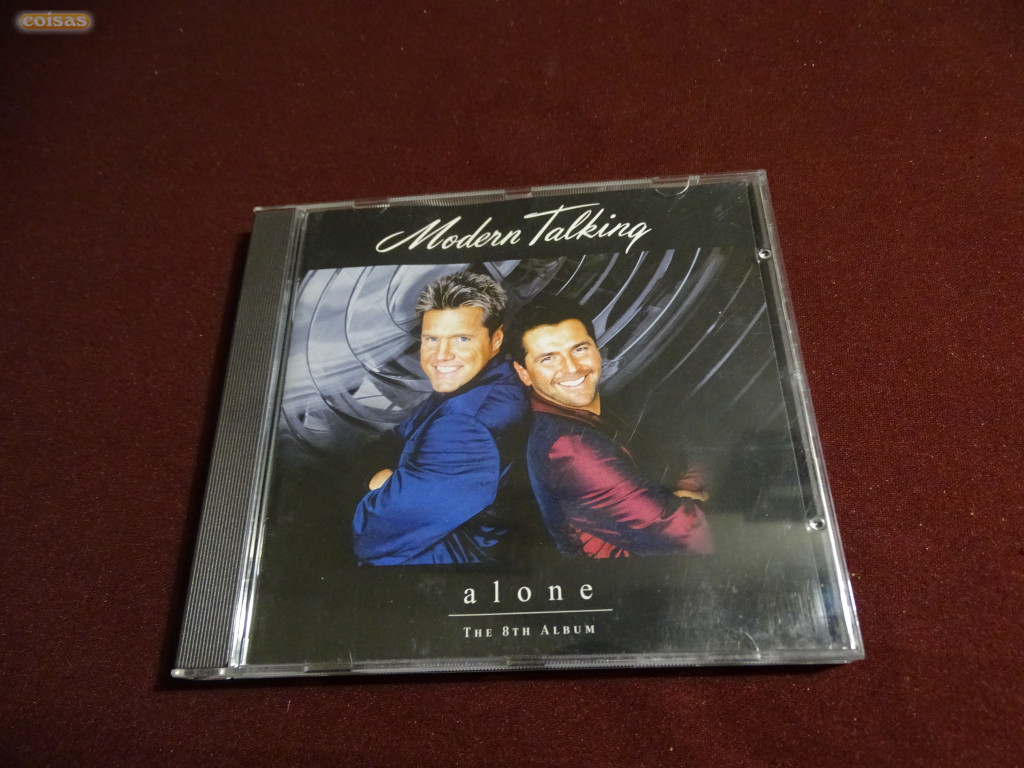 coisas
Modern Talking
alone
THE 8TH ALBUM